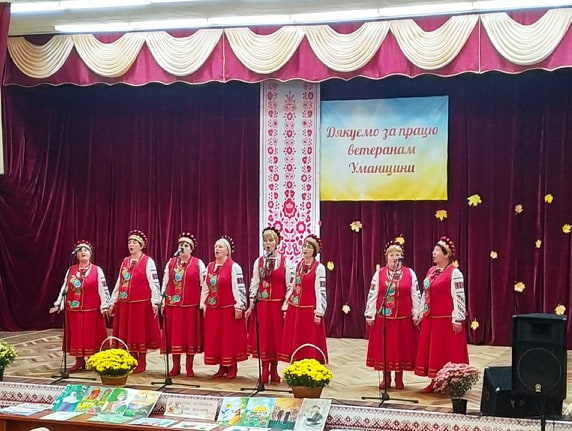 Дякуємо за працю
ветеранам
Уманщини